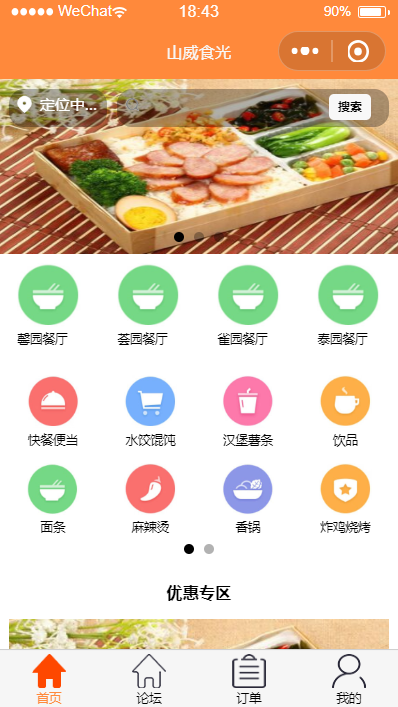 WeChat 18:43 90%
山威食光
定位中... 搜索
馨园餐厅 荟园餐厅 雀园餐厅 泰园餐厅
快餐便当 水饺馄饨 汉堡薯条 饮品
面条 麻辣烫 香锅 炸鸡烧烤
优惠专区
首页 论坛 订单 我的